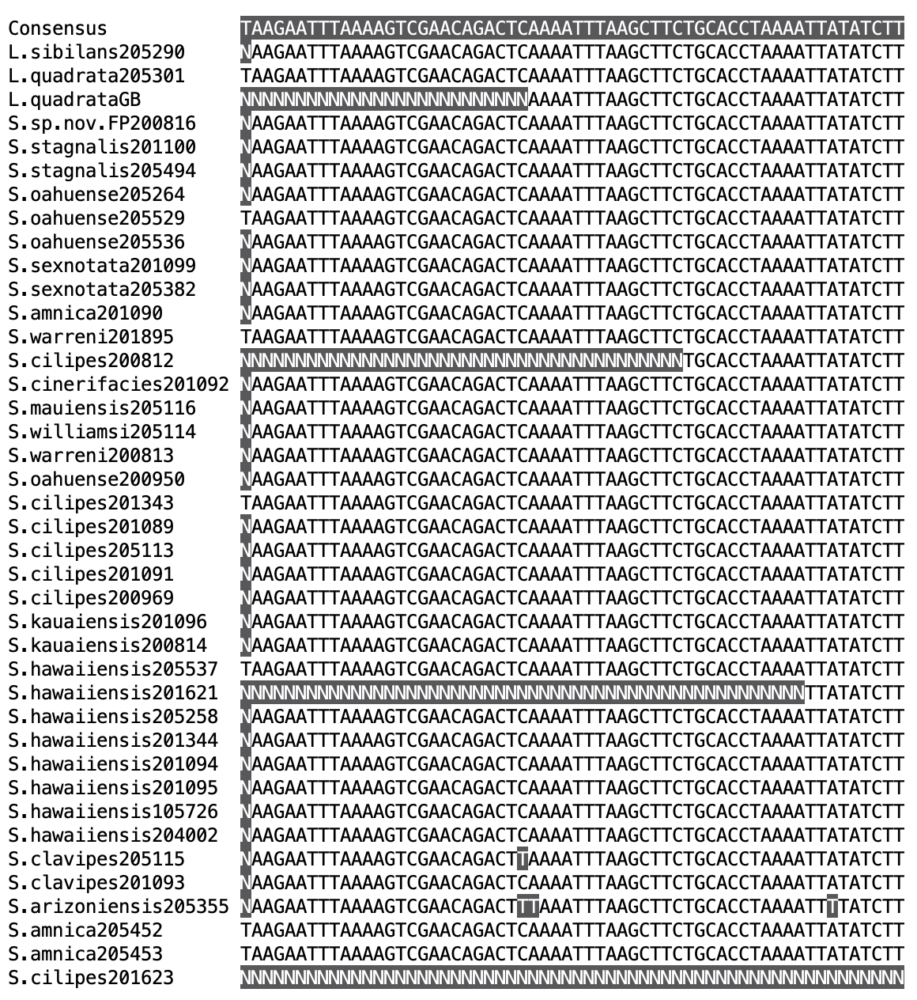 Consensus TAAGAATTTAAAAGTCGAACAGACTCAAAATTTAAGCTTCTGCACCTAAAATTATATCTT
L.sibilans205290 NAAGAATTTAAAAGTCGAACAGACTCAAAATTTAAGCTTCTGCACCTAAAATTATATCTT
L.quadrata205301 TAAGAATTTAAAAGTCGAACAGACTCAAAATTTAAGCTTCTGCACCTAAAATTATATCTT
L.quadrataGB NNNNNNNNNNNNNNNNNNNNNNNNNNAAAATTTAAGCTTCTGCACCTAAAATTATATCTT
S.sp.nov.FP200816 NAAGAATTTAAAAGTCGAACAGACTCAAAATTTAAGCTTCTGCACCTAAAATTATATCTT
S.stagnalis201100 NAAGAATTTAAAAGTCGAACAGACTCAAAATTTAAGCTTCTGCACCTAAAATTATATCTT
S.stagnalis205494 NAAGAATTTAAAAGTCGAACAGACTCAAAATTTAAGCTTCTGCACCTAAAATTATATCTT
S.oahuense205264 NAAGAATTTAAAAGTCGAACAGACTCAAAATTTAAGCTTCTGCACCTAAAATTATATCTT
S.oahuense205529 TAAGAATTTAAAAGTCGAACAGACTCAAAATTTAAGCTTCTGCACCTAAAATTATATCTT
S.oahuense205536 NAAGAATTTAAAAGTCGAACAGACTCAAAATTTAAGCTTCTGCACCTAAAATTATATCTT
S.sexnotata201099 NAAGAATTTAAAAGTCGAACAGACTCAAAATTTAAGCTTCTGCACCTAAAATTATATCTT
S.sexnotata205382 NAAGAATTTAAAAGTCGAACAGACTCAAAATTTAAGCTTCTGCACCTAAAATTATATCTT
S.amnica201090 NAAGAATTTAAAAGTCGAACAGACTCAAAATTTAAGCTTCTGCACCTAAAATTATATCTT
S.warreni201895 TAAGAATTTAAAAGTCGAACAGACTCAAAATTTAAGCTTCTGCACCTAAAATTATATCTT
S.cilipes200812 NNNNNNNNNNNNNNNNNNNNNNNNNNNNNNNNNNNNNNNNTGCACCTAAAATTATATCTT
S.cinerifacies201092 NAAGAATTTAAAAGTCGAACAGACTCAAAATTTAAGCTTCTGCACCTAAAATTATATCTT
S.mauiensis205116 NAAGAATTTAAAAGTCGAACAGACTCAAAATTTAAGCTTCTGCACCTAAAATTATATCTT
S.williamsi205114 NAAGAATTTAAAAGTCGAACAGACTCAAAATTTAAGCTTCTGCACCTAAAATTATATCTT
S.warreni200813 NAAGAATTTAAAAGTCGAACAGACTCAAAATTTAAGCTTCTGCACCTAAAATTATATCTT
S.oahuense200950 NAAGAATTTAAAAGTCGAACAGACTCAAAATTTAAGCTTCTGCACCTAAAATTATATCTT
S.cilipes201343 TAAGAATTTAAAAGTCGAACAGACTCAAAATTTAAGCTTCTGCACCTAAAATTATATCTT
S.cilipes201089 NAAGAATTTAAAAGTCGAACAGACTCAAAATTTAAGCTTCTGCACCTAAAATTATATCTT
S.cilipes205113 NAAGAATTTAAAAGTCGAACAGACTCAAAATTTAAGCTTCTGCACCTAAAATTATATCTT
S.cilipes201091 NAAGAATTTAAAAGTCGAACAGACTCAAAATTTAAGCTTCTGCACCTAAAATTATATCTT
S.cilipes200969 NAAGAATTTAAAAGTCGAACAGACTCAAAATTTAAGCTTCTGCACCTAAAATTATATCTT
S.kauaiensis201096 NAAGAATTTAAAAGTCGAACAGACTCAAAATTTAAGCTTCTGCACCTAAAATTATATCTT
S.kauaiensis200814 NAAGAATTTAAAAGTCGAACAGACTCAAAATTTAAGCTTCTGCACCTAAAATTATATCTT
S.hawaiiensis205537 TAAGAATTTAAAAGTCGAACAGACTCAAAATTTAAGCTTCTGCACCTAAAATTATATCTT
S.hawaiiensis201621 NNNNNNNNNNNNNNNNNNNNNNNNNNNNNNNNNNNNNNNNNNNNNNNNNNNTTATATCTT
S.hawaiiensis205258 NAAGAATTTAAAAGTCGAACAGACTCAAAATTTAAGCTTCTGCACCTAAAATTATATCTT
S.hawaiiensis201344 NAAGAATTTAAAAGTCGAACAGACTCAAAATTTAAGCTTCTGCACCTAAAATTATATCTT
S.hawaiiensis201094 NAAGAATTTAAAAGTCGAACAGACTCAAAATTTAAGCTTCTGCACCTAAAATTATATCTT
S.hawaiiensis201095 NAAGAATTTAAAAGTCGAACAGACTCAAAATTTAAGCTTCTGCACCTAAAATTATATCTT
S.hawaiiensis105726 NAAGAATTTAAAAGTCGAACAGACTCAAAATTTAAGCTTCTGCACCTAAAATTATATCTT
S.hawaiiensis204002 NAAGAATTTAAAAGTCGAACAGACTCAAAATTTAAGCTTCTGCACCTAAAATTATATCTT
S.clavipes205115 NAAGAATTTAAAAGTCGAACAGACTTAAAATTTAAGCTTCTGCACCTAAAATTATATCTT
S.clavipes201093 NAAGAATTTAAAAGTCGAACAGACTCAAAATTTAAGCTTCTGCACCTAAAATTATATCTT
S.arizoniensis205355 NAAGAATTTAAAAGTCGAACAGACTTTAAATTTAAGCTTCTGCACCTAAAATTTTATCTT
S.amnica205452 TAAGAATTTAAAAGTCGAACAGACTCAAAATTTAAGCTTCTGCACCTAAAATTATATCTT
S.amnica205453 TAAGAATTTAAAAGTCGAACAGACTCAAAATTTAAGCTTCTGCACCTAAAATTATATCTT
S.cilipes201623 NNNNNNNNNNNNNNNNNNNNNNNNNNNNNNNNNNNNNNNNNNNNNNNNNNNNNNNNNNNN